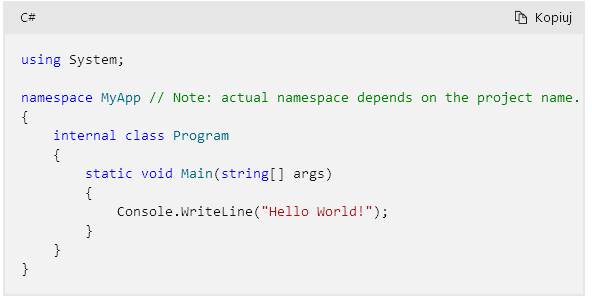 C#
Kopiuj
using System;
namespace MyApp // Note: actual namespace depends on the project name.
{
    internal class Program
    {
        static void Main(string[] args)
        {
            Console.WriteLine("Hello World!");
        }
    }
}